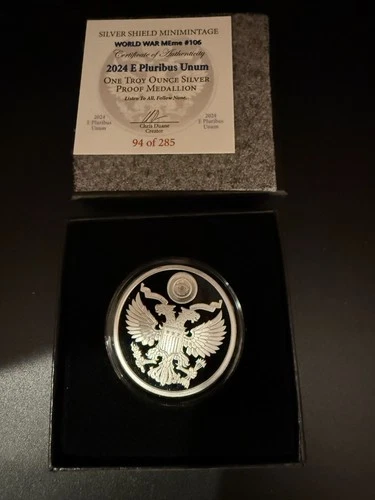 SILVER SHIELD MINIMINTAGE
WORLD WAR MEme #106
Certificate of Authenticity
2024 E Pluribus Unum
One Troy Ounce Silver
Proof Medallion
Listen To All, Follow None.
2024
E Pluribus
Unum
Chris Duane
Creator
2024
E Pluribus
Unum
94 of 285